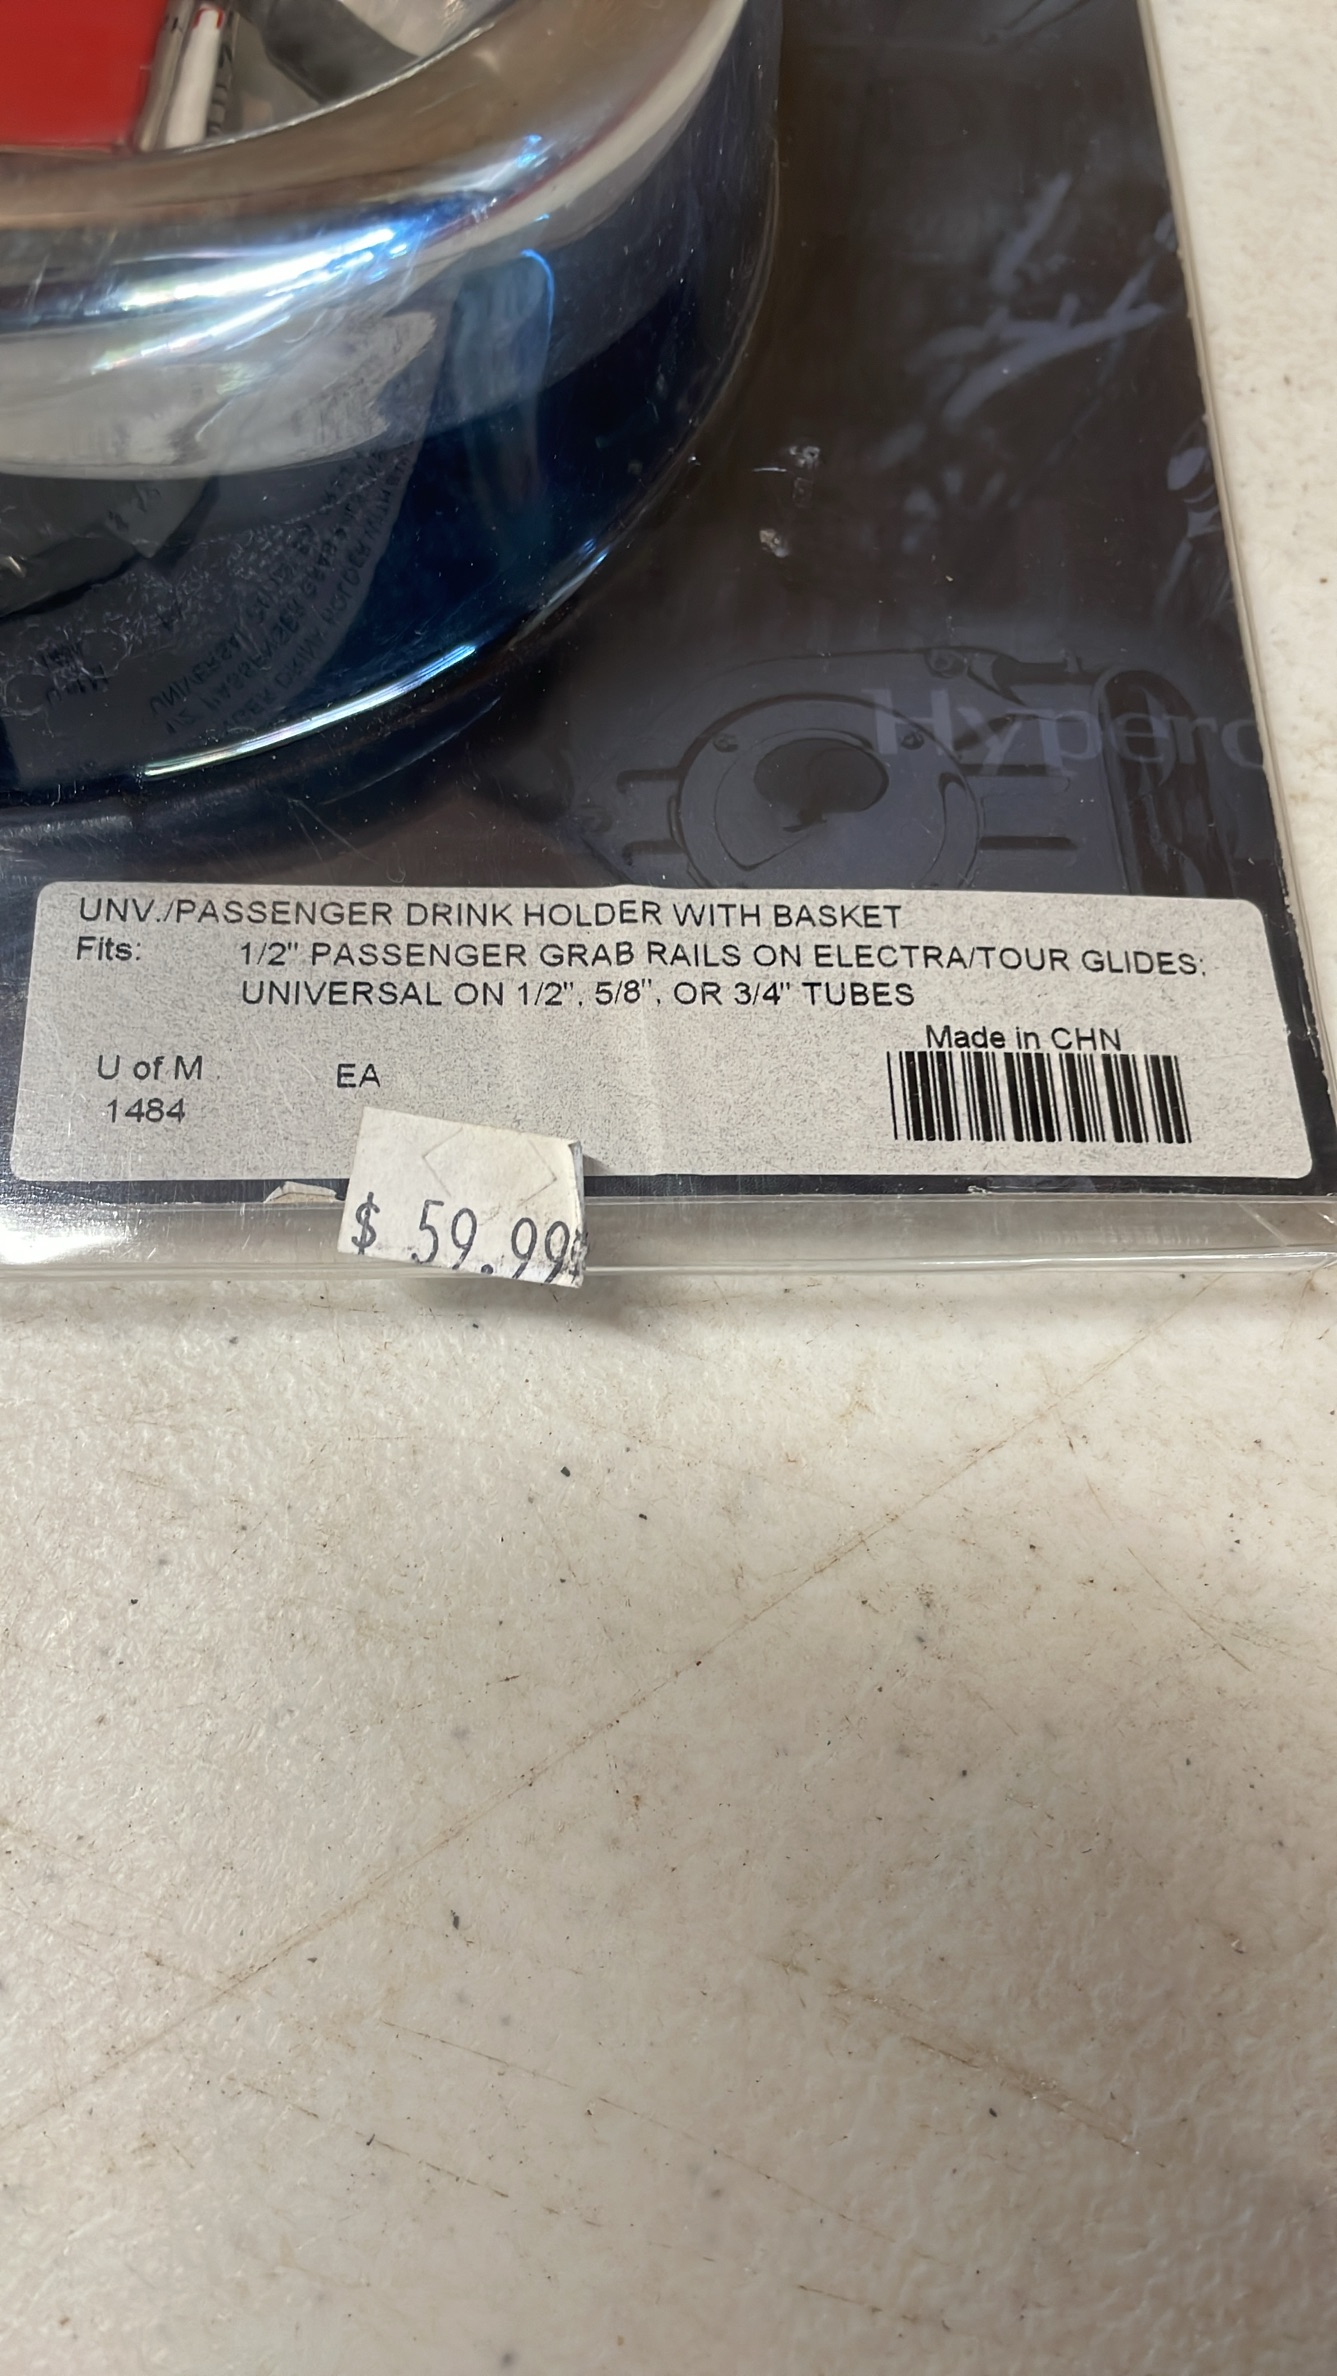 Hyperc
UNV./PASSENGER DRINK HOLDER WITH BASKET
Fits: 1/2" PASSENGER GRAB RAILS ON ELECTRA/TOUR GLIDES;
UNIVERSAL ON 1/2", 5/8", OR 3/4" TUBES
Made in CHN
U of M EA
1484
$ 59.99